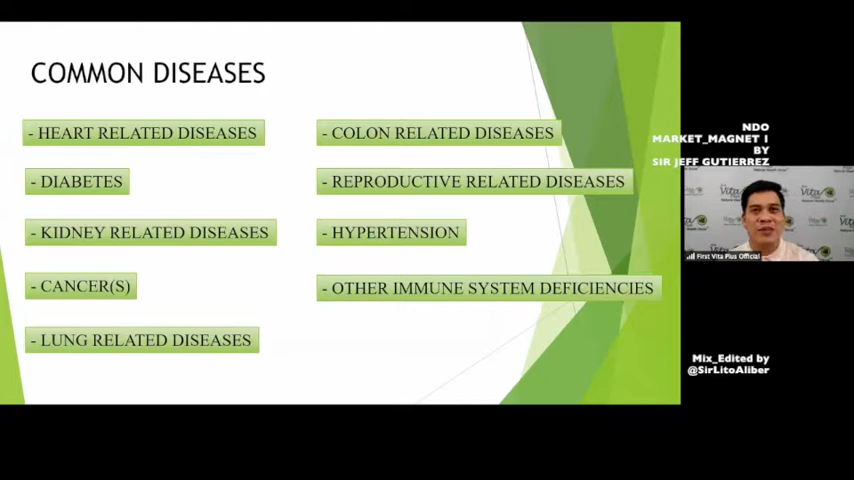 COMMON DISEASES
- HEART RELATED DISEASES
- DIABETES
- KIDNEY RELATED DISEASES
- CANCER(S)
- LUNG RELATED DISEASES
- COLON RELATED DISEASES
- REPRODUCTIVE RELATED DISEASES
- HYPERTENSION
- OTHER IMMUNE SYSTEM DEFICIENCIES
NDO
MARKET_MAGNET 1
BY
SIR JEFF GUTIERREZ
First Vita Plus Official
Mix_Edited by
@SirLitoAliber